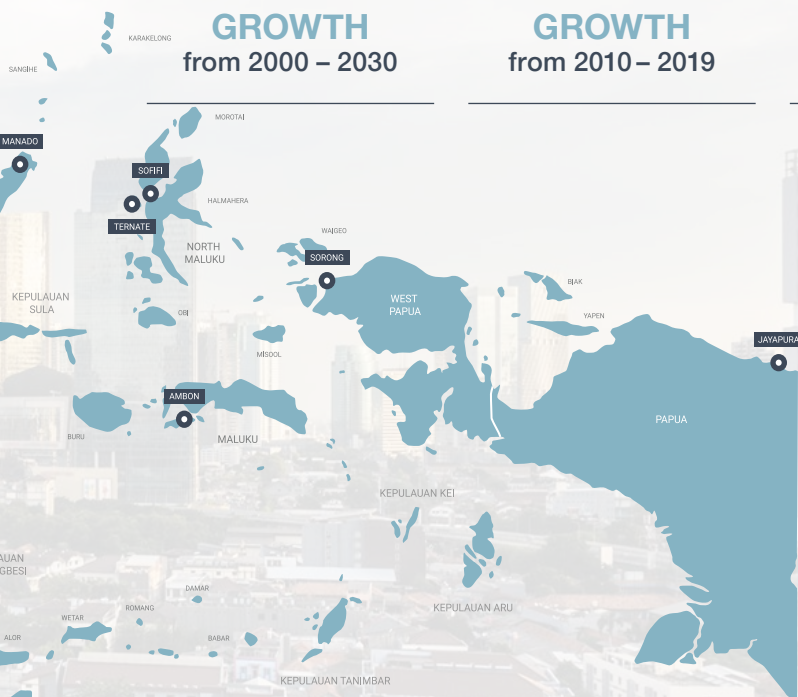 GROWTH
from 2000 – 2030
GROWTH
from 2010 – 2019
KARAKELONG
SANGIHE
MOROTAI
MANADO
SOFIFI
HALMAHERA
TERNATE
WAIGEO
NORTH
MALUKU
SORONG
BIAK
KEPULAUAN
SULA
WEST
PAPUA
OBI
YAPEN
JAYAPURA
MISOOL
AMBON
PAPUA
BURU
MALUKU
KEPULAUAN KEI
AUAN
GBESI
DAMAR
KEPULAUAN ARU
ROMANG
WETAR
ALOR
BABAR
KEPULAUAN TANIMBAR